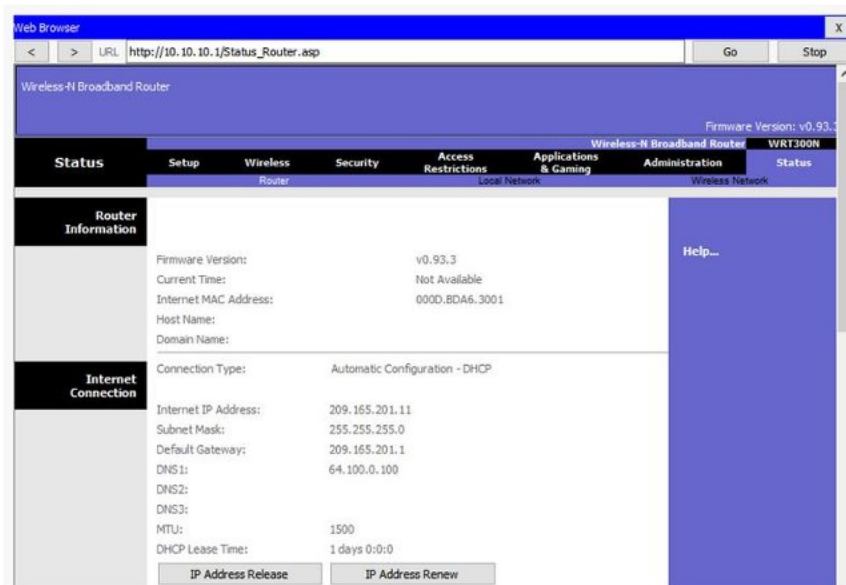 Web Browser X
< > URL http://10.10.10.1/Status_Router.asp Go Stop
Wireless-N Broadband Router
Firmware Version: v0.93.3
Wireless-N Broadband Router WRT300N
Status Setup Wireless Security Access Restrictions Applications & Gaming Administration Status
Router Local Network Wireless Network
Router Information
Help...
Firmware Version: v0.93.3
Current Time: Not Available
Internet MAC Address: 000D.BDA6.3001
Host Name:
Domain Name:
Internet Connection
Connection Type: Automatic Configuration - DHCP
Internet IP Address: 209.165.201.11
Subnet Mask: 255.255.255.0
Default Gateway: 209.165.201.1
DNS1: 64.100.0.100
DNS2:
DNS3:
MTU: 1500
DHCP Lease Time: 1 days 0:0:0
IP Address Release IP Address Renew